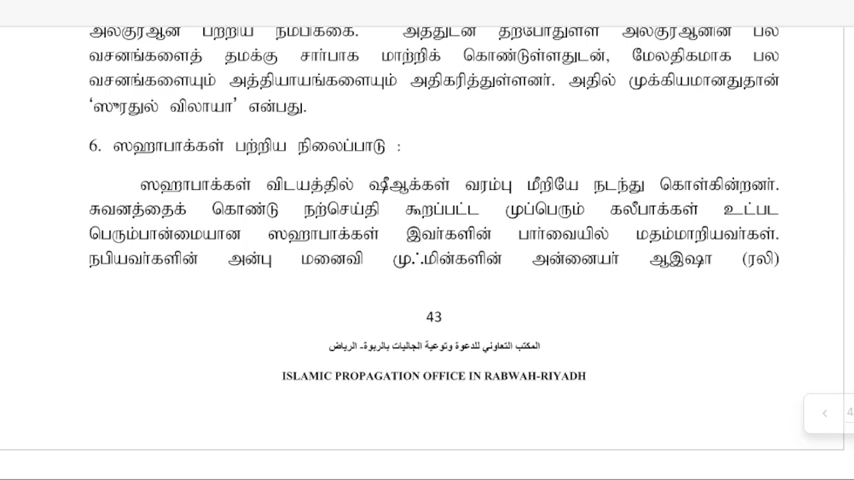 அல்குர்ஆன் பற்றிய நம்பிக்கை. அத்துடன் தற்போதுள்ள அல்குர்ஆனின் பல
வசனங்களைத் தமக்கு சார்பாக மாற்றிக் கொண்டுள்ளதுடன், மேலதிகமாக பல
வசனங்களையும் அத்தியாயங்களையும் அதிகரித்துள்ளனர். அதில் முக்கியமானதுதான்
‘ஸுரதுல் விலாயா’ என்பது.
6. ஸஹாபாக்கள் பற்றிய நிலைப்பாடு :
ஸஹாபாக்கள் விடயத்தில் ஷீஆக்கள் வரம்பு மீறியே நடந்து கொள்கின்றனர்.
சுவனத்தைக் கொண்டு நற்செய்தி கூறப்பட்ட முப்பெரும் கலீபாக்கள் உட்பட
பெரும்பான்மையான ஸஹாபாக்கள் இவர்களின் பார்வையில் மதம்மாறியவர்கள்.
நபியவர்களின் அன்பு மனைவி முஃமின்களின் அன்னையர் ஆஇஷா (ரலி)
43
المكتب التعاوني للدعوة وتوعية الجاليات بالربوة- الرياض
ISLAMIC PROPAGATION OFFICE IN RABWAH-RIYADH
4